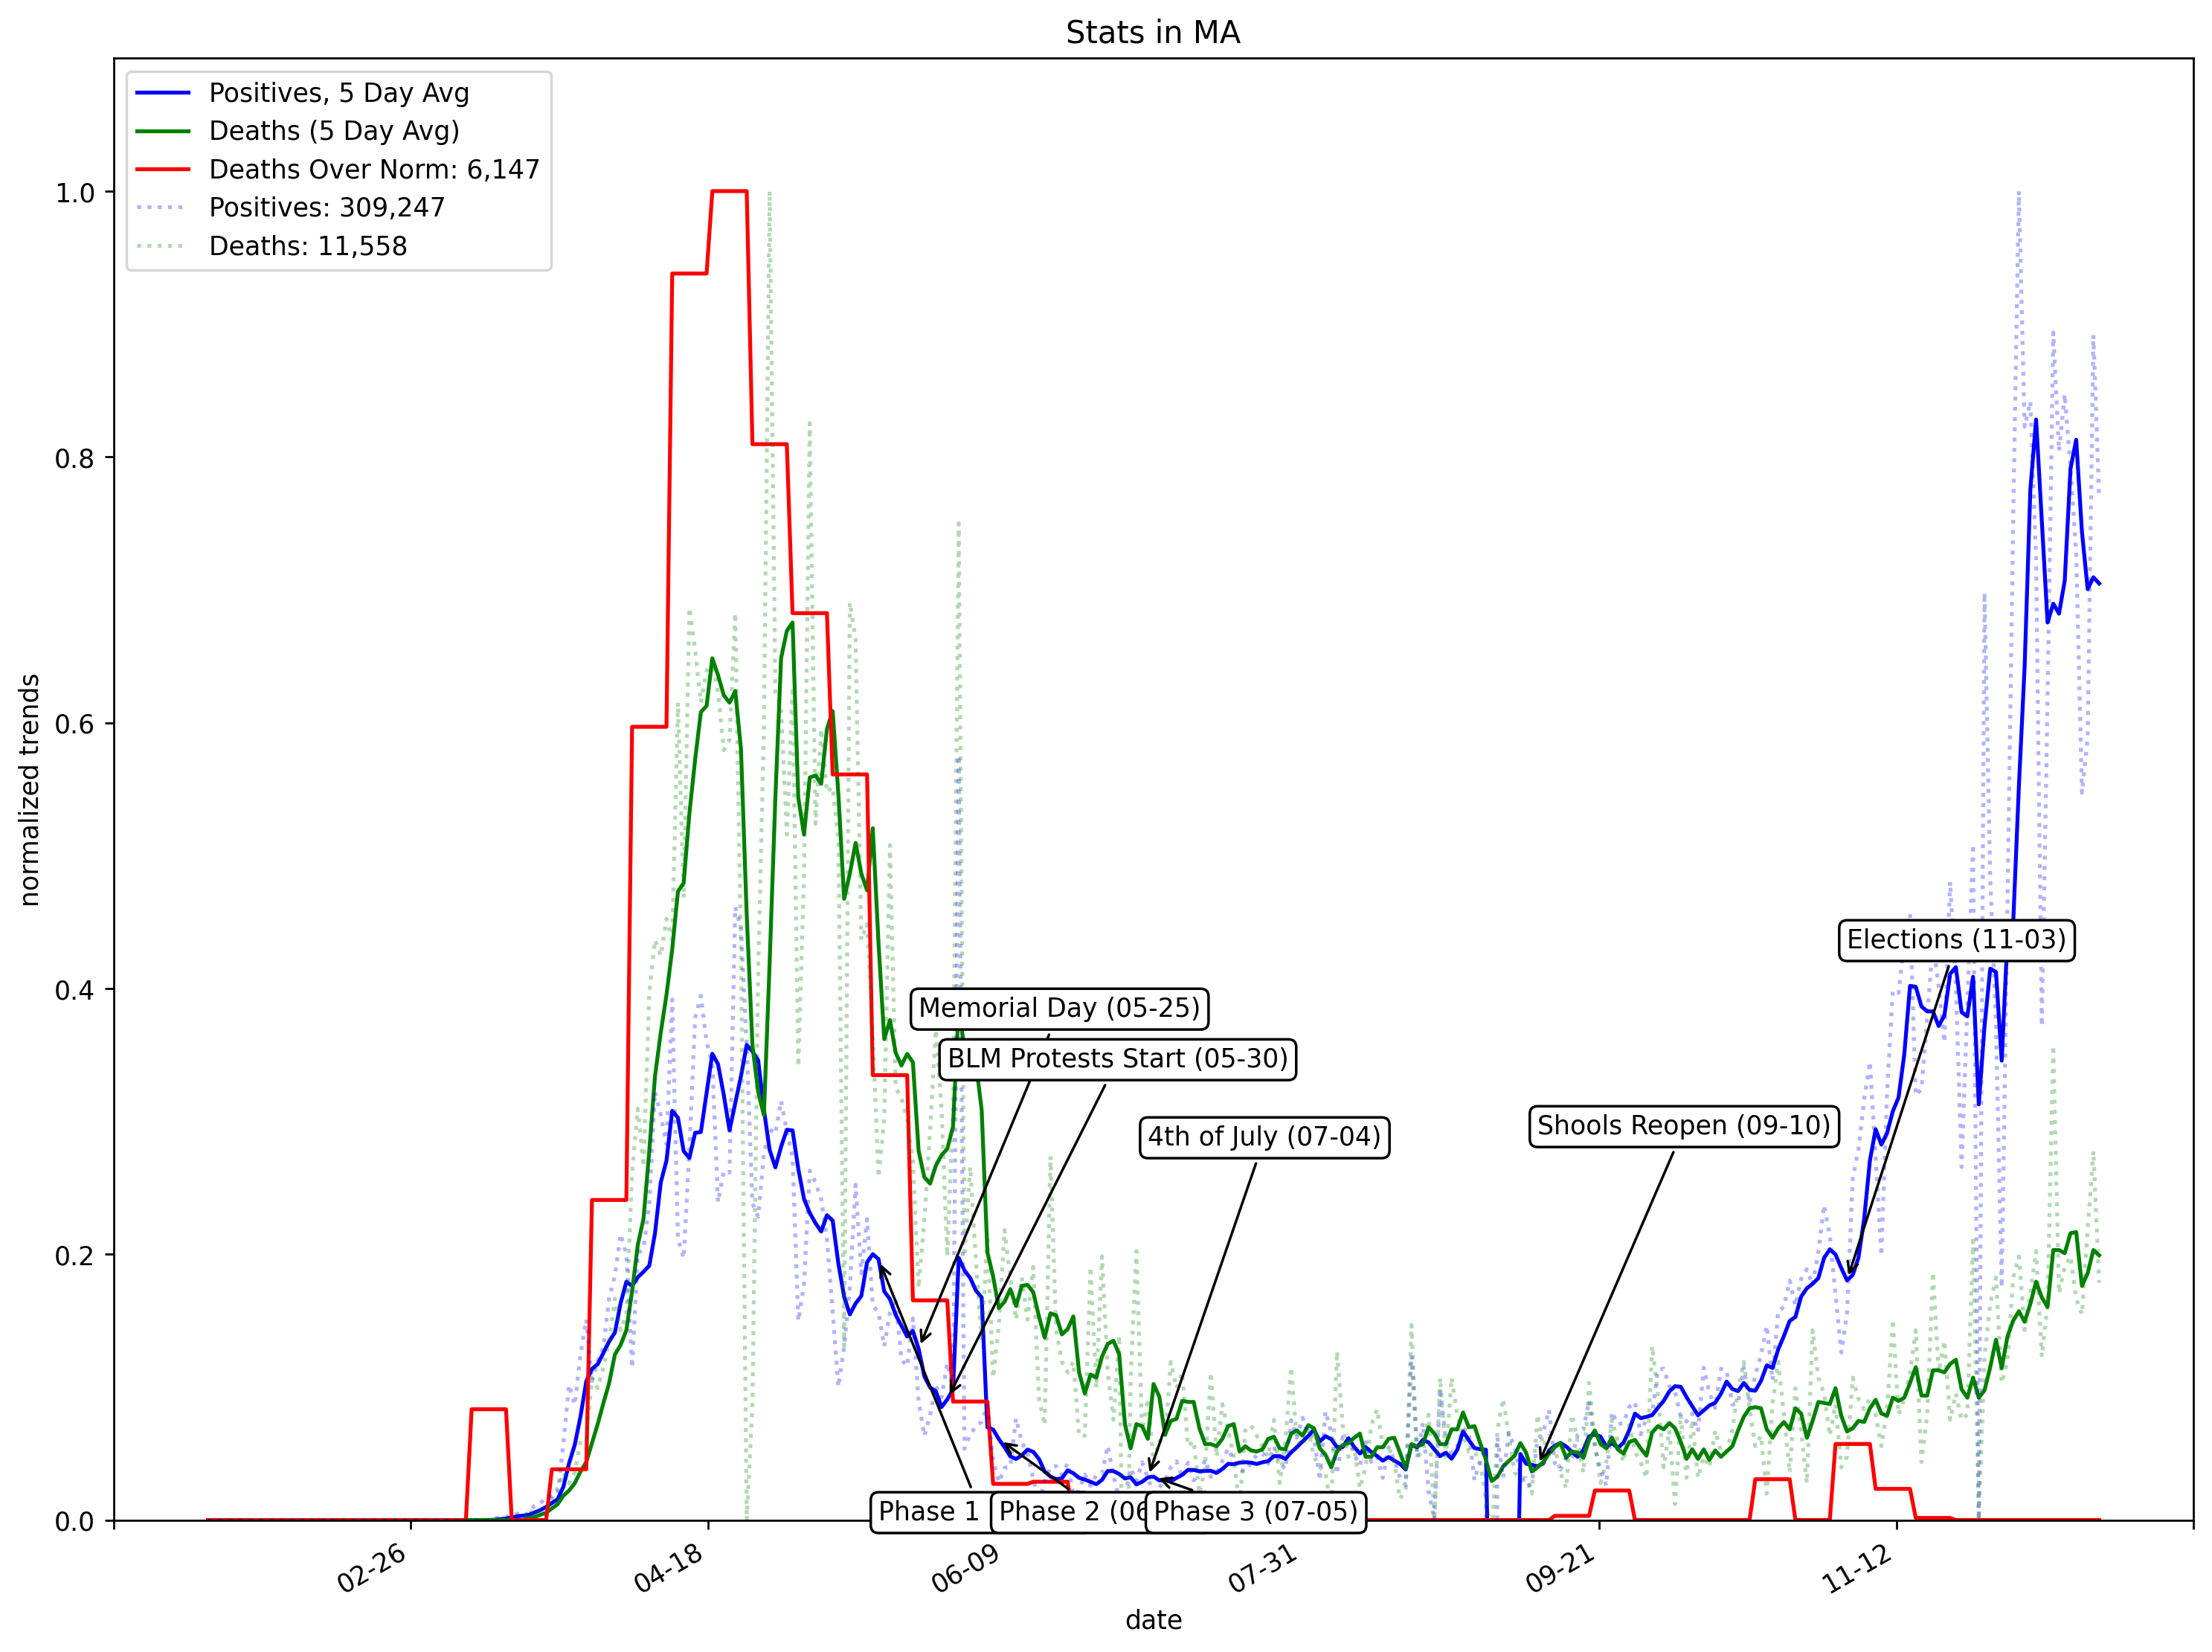 Stats in MA
Positives, 5 Day Avg
Deaths (5 Day Avg)
Deaths Over Norm: 6,147
Positives: 309,247
Deaths: 11,558
1.0
0.8
0.6
0.4
0.2
0.0
normalized trends
Elections (11-03)
Memorial Day (05-25)
BLM Protests Start (05-30)
Shools Reopen (09-10)
4th of July (07-04)
Phase 1
Phase 2 (06
Phase 3 (07-05)
02-26
04-18
06-09
07-31
09-21
11-12
date